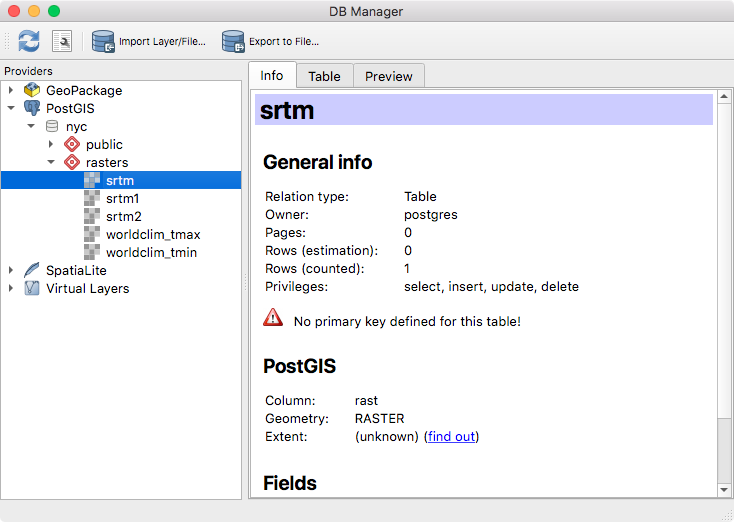 DB Manager
Import Layer/File... Export to File...
Providers
GeoPackage
PostGIS
nyc
public
rasters
srtm
srtm1
srtm2
worldclim_tmax
worldclim_tmin
SpatiaLite
Virtual Layers
Info Table Preview
srtm
General info
Relation type: Table
Owner: postgres
Pages: 0
Rows (estimation): 0
Rows (counted): 1
Privileges: select, insert, update, delete
No primary key defined for this table!
PostGIS
Column: rast
Geometry: RASTER
Extent: (unknown) (find out)
Fields